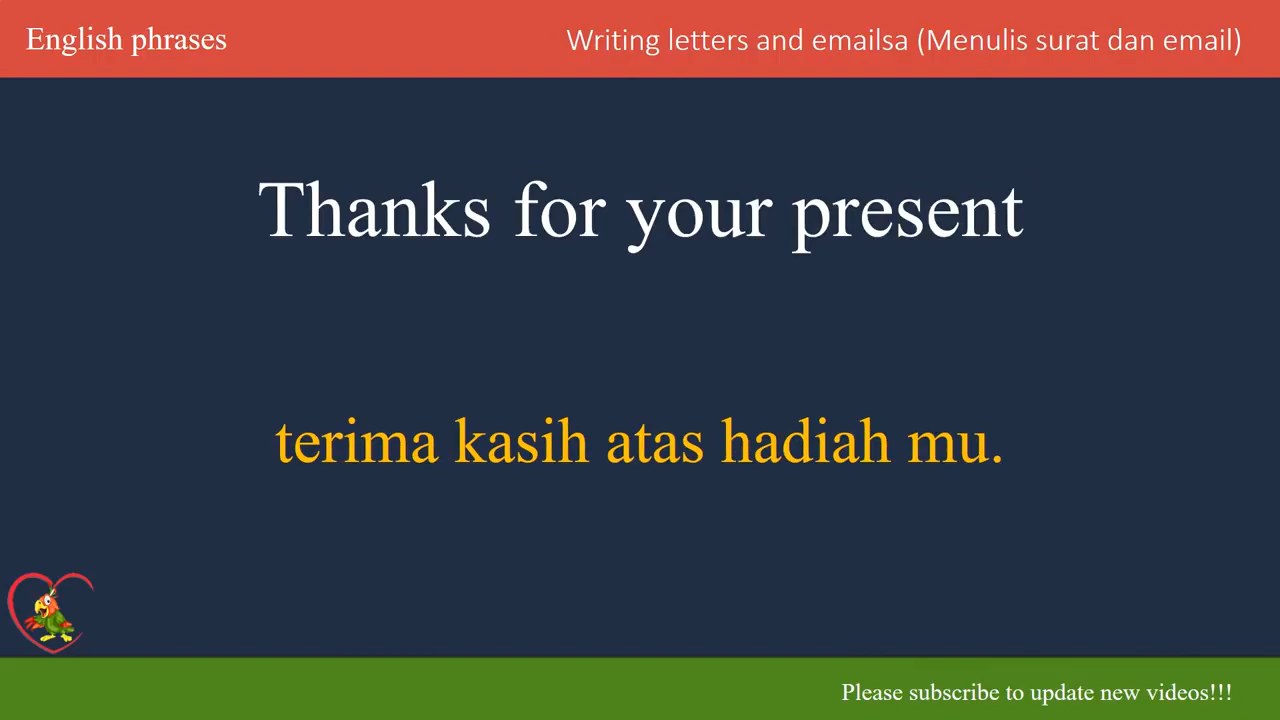 English phrases
Writing letters and emailsa (Menulis surat dan email)
Thanks for your present
terima kasih atas hadiah mu.
Please subscribe to update new videos!!!